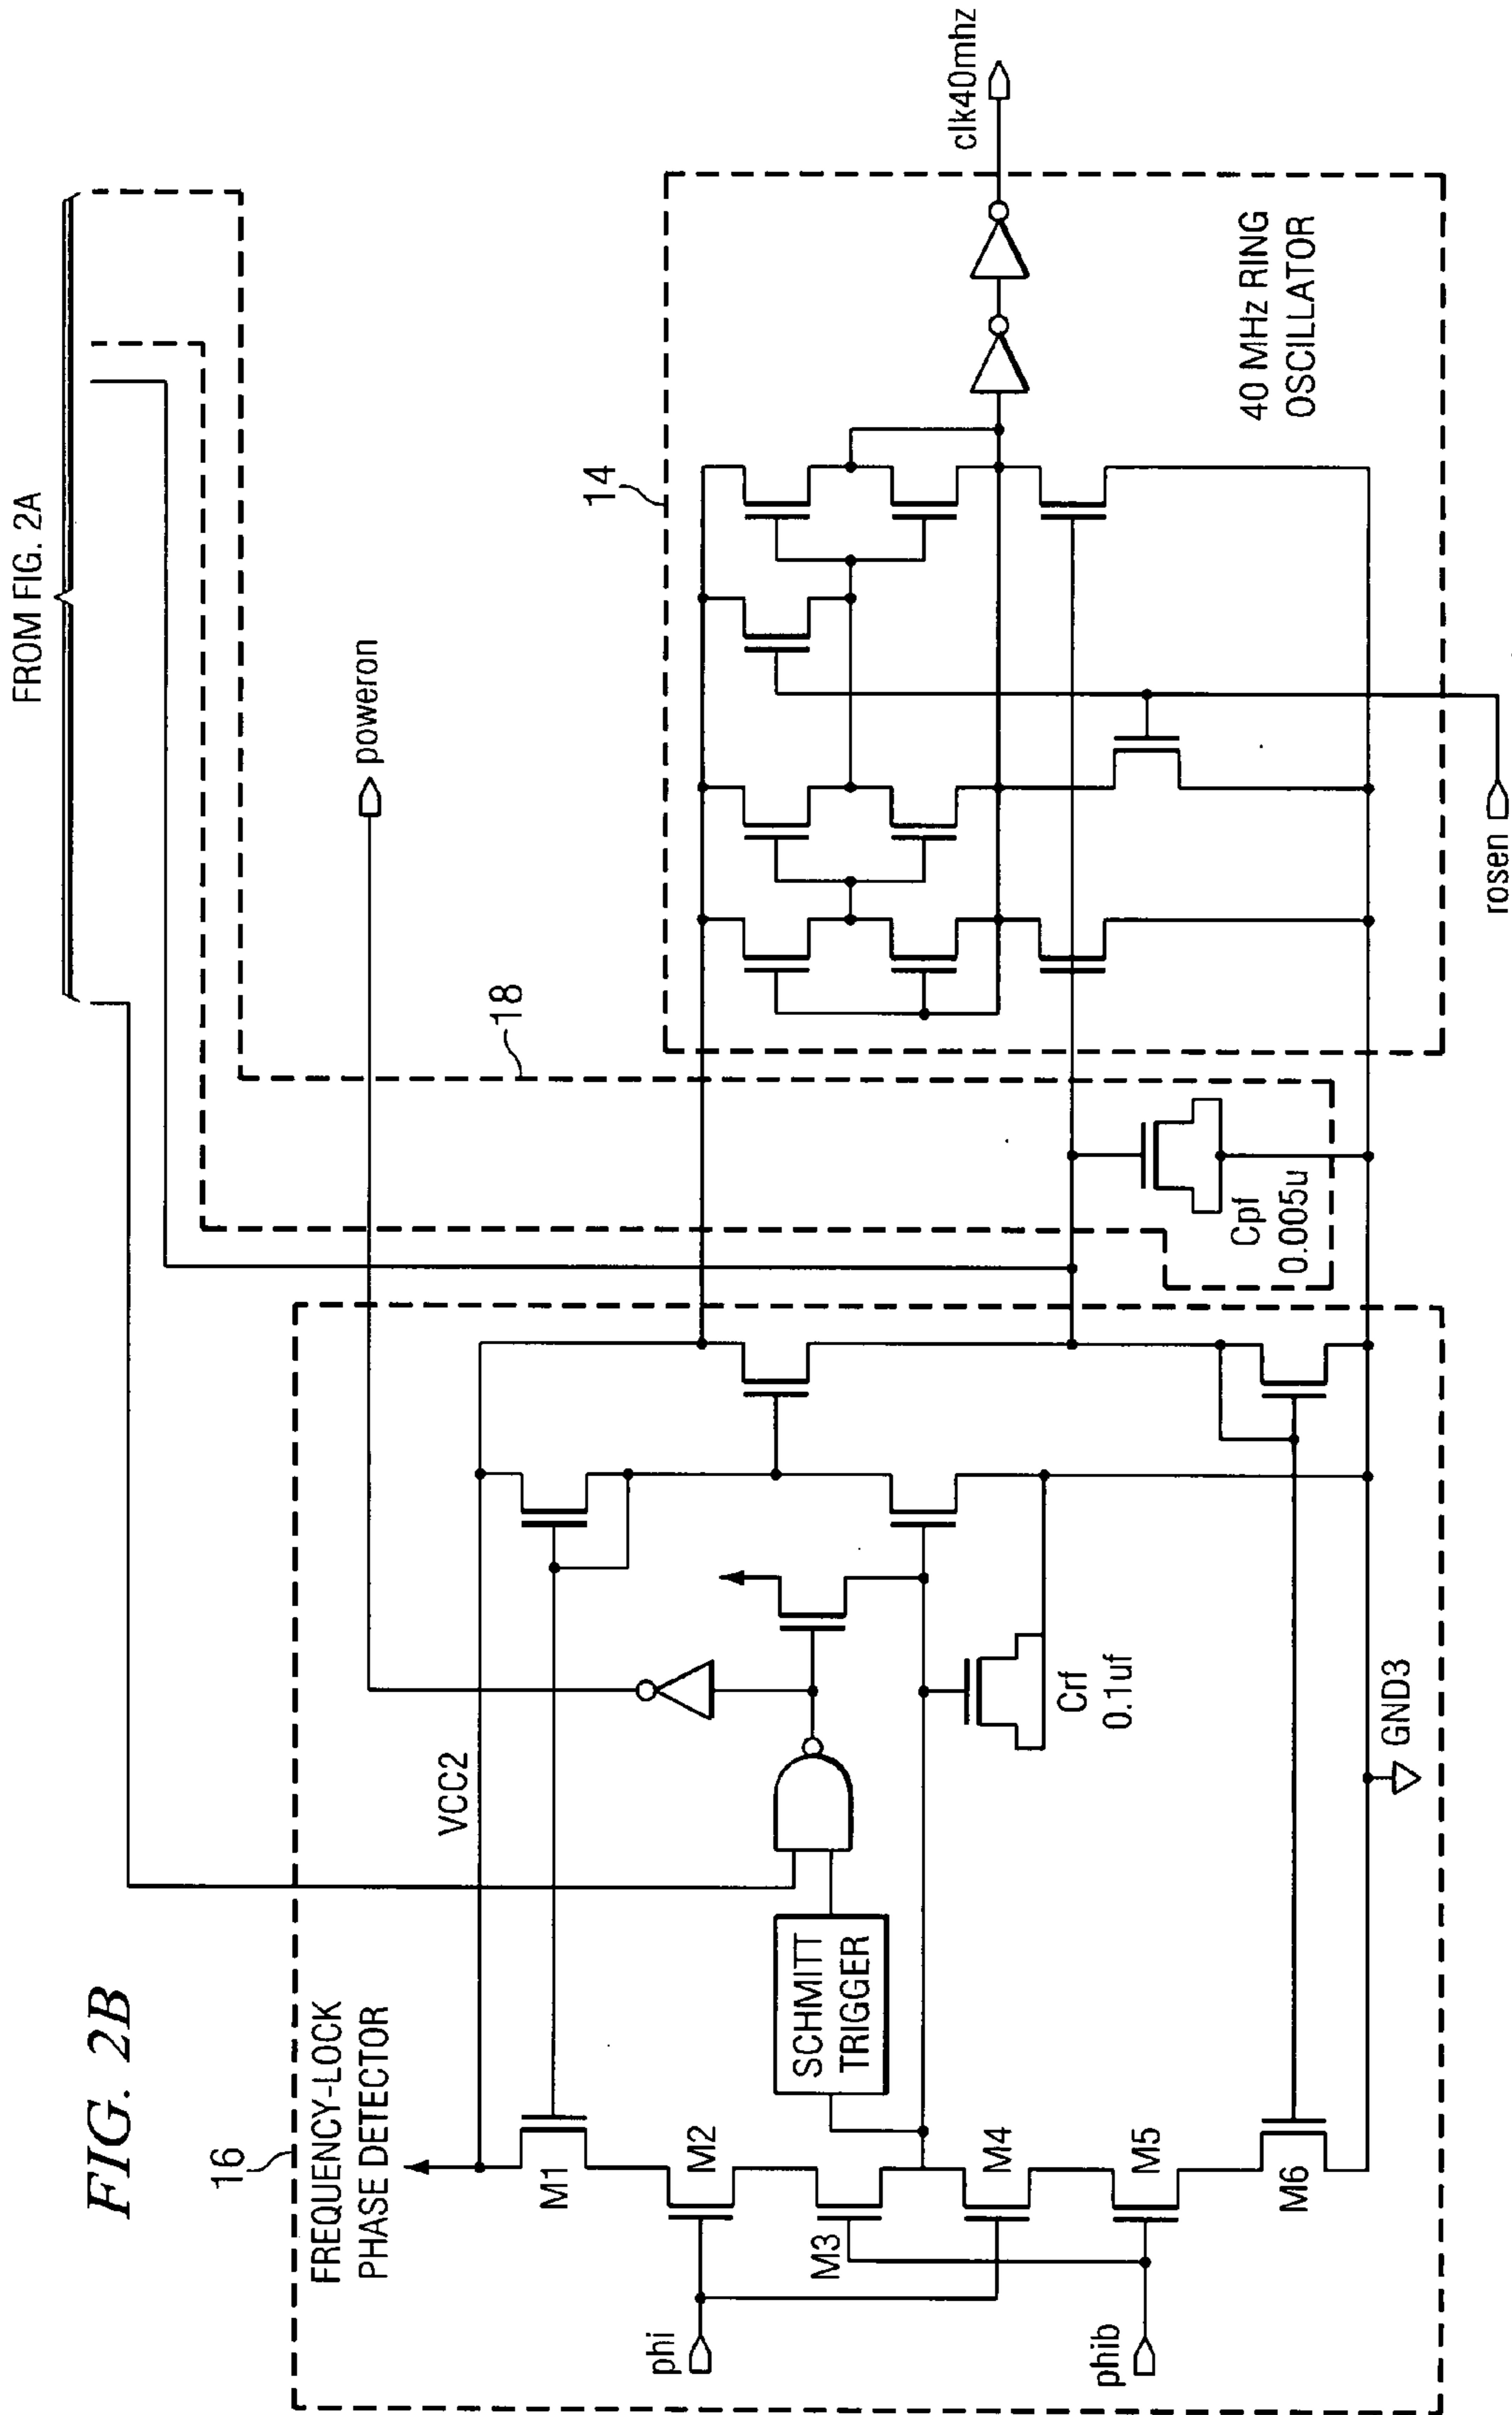 FIG. 2B
FROM FIG. 2A
16
FREQUENCY-LOCK
PHASE DETECTOR
VCC2
poweron
18
14
M1
phi
M2
M3
SCHMITT
TRIGGER
M4
phib
M5
M6
Crf
0.1uf
GND3
Cpf
0.005u
40 MHz RING
OSCILLATOR
clk40mhz
rosen